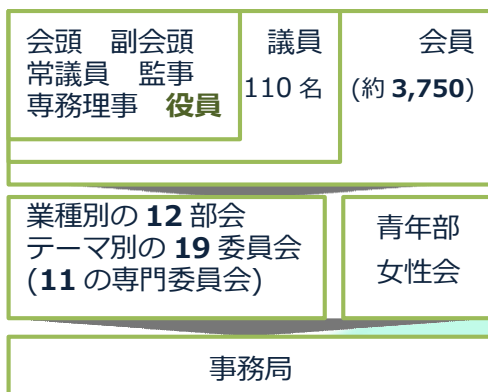 会頭　副会頭
常議員　監事
専務理事　役員
議員
110 名
会員
(約 3,750)
業種別の 12 部会
テーマ別の 19 委員会
(11 の専門委員会)
青年部
女性会
事務局